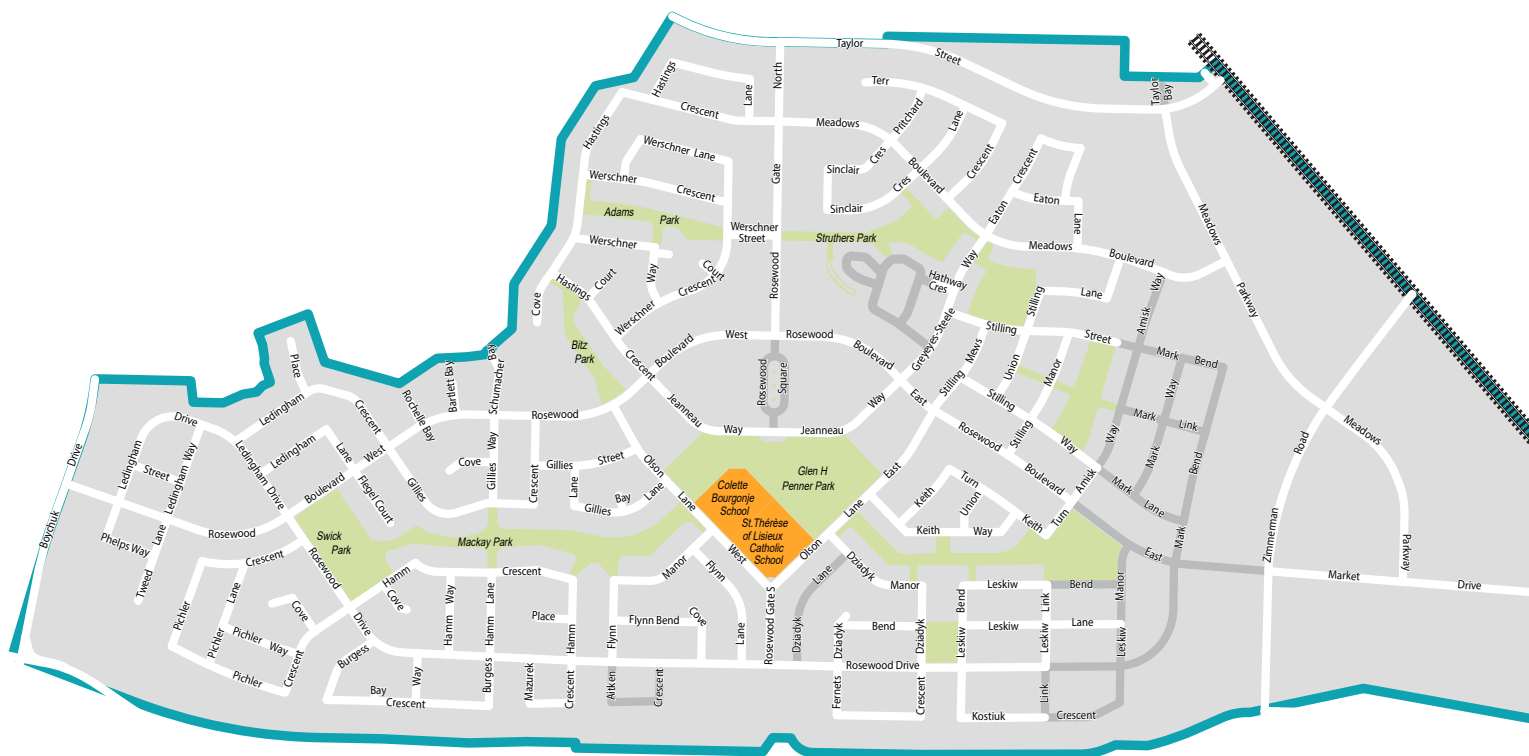 Taylor
Street
Taylor
Bay
North
Gate
Rosewood
Hastings
Lane
Crescent
Hastings
Meadows
Terr
Pritchard
Lane
Cres
Sinclair
Cres
Sinclair
Boulevard
Crescent
Crescent
Eaton
Eaton
Lane
Meadows
Boulevard
Meadows
Parkway
Werschner Lane
Werschner
Crescent
Adams
Park
Werschner
Street
Struthers Park
Werschner
Way
Court
Crescent
Werschner
Hastings
Court
Cove
Hathway
Cres
Way
Greyeyes-Steele
Stilling
Lane
Stilling
Street
Amisk
Way
Mark
Bend
Bitz
Park
Crescent
Boulevard
West
Rosewood
Boulevard
Rosewood
Square
Mews
Stilling
Union
Manor
Stilling
Way
Stilling
Way
Mark
Link
Way
Mark
Bend
Mark
Jeanneau
Way
Jeanneau
Way
East
Rosewood
Boulevard
East
Amisk
Way
Mark
Lane
Place
Ledingham
Crescent
Rochelle Bay
Bartlett Bay
Schumacher
Bay
Rosewood
West
Boulevard
Drive
Ledingham
Street
Ledingham Way
Ledingham Drive
Ledingham
Lane
Flegel Court
Gillies
Cove
Gillies Way
Crescent
Gillies
Street
Lane
Gillies
Bay
Lane
Olson
Lane
West
Glen H
Penner Park
Colette
Bourgonje
School
St.Thérèse
of Lisieux
Catholic
School
East
Lane
Olson
Keith
Turn
Union
Keith
Way
Keith
Turn
Drive
Boychuk
Rosewood
Phelps Way
Lane
Tweed
Crescent
Pichler
Lane
Pichler
Pichler
Way
Pichler
Crescent
Cove
Swick
Park
Rosewood
Drive
Mackay Park
Hamm
Crescent
Cove
Hamm Way
Hamm Lane
Place
Hamm
Crescent
Manor
Flynn
Flynn Bend
Cove
Flynn
Lane
Rosewood Gate S
Lane
Dziadyk
Dziadyk
Manor
Dziadyk
Bend
Dziadyk
Leskiw
Bend
Bend
Leskiw
Leskiw
Lane
Link
Leskiw
Manor
Leskiw
Rosewood Drive
Burgess
Bay
Way
Crescent
Burgess
Mazurek
Aitken
Crescent
Fernets
Crescent
Kostiuk
Crescent
Link
Zimmerman
Road
Meadows
Parkway
Market
Drive